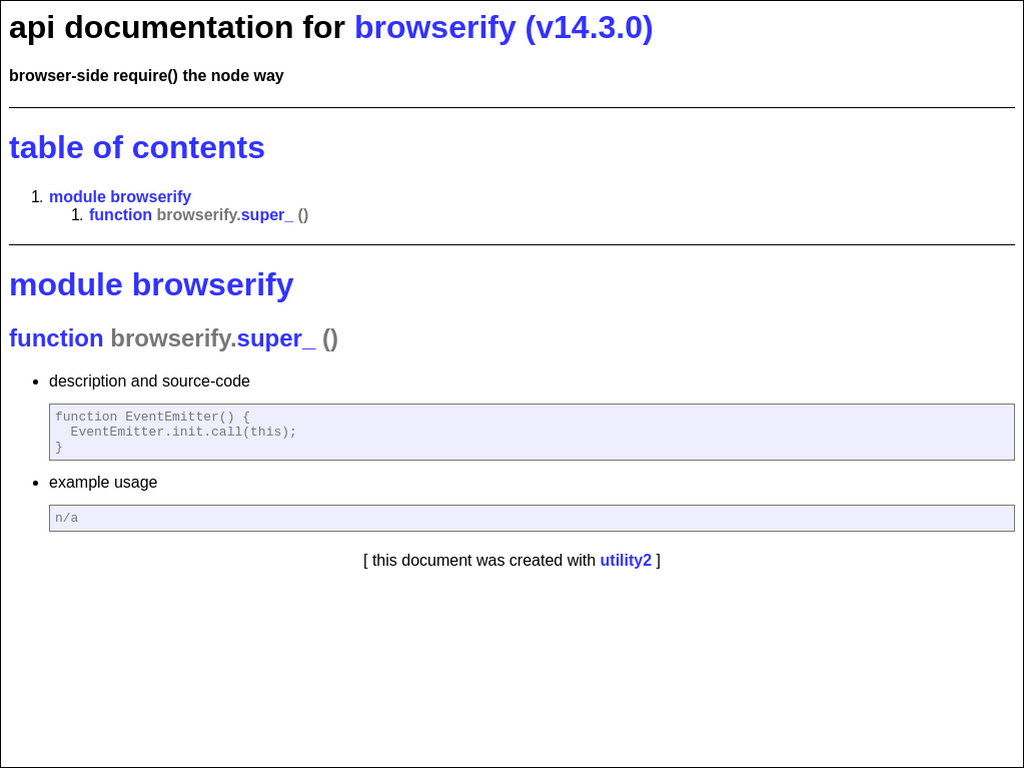 api documentation for browserify (v14.3.0)
browser-side require() the node way
table of contents
1. module browserify
1. function browserify.super_ ()
module browserify
function browserify.super_ ()
• description and source-code
function EventEmitter() {
  EventEmitter.init.call(this);
}
• example usage
n/a
[ this document was created with utility2 ]